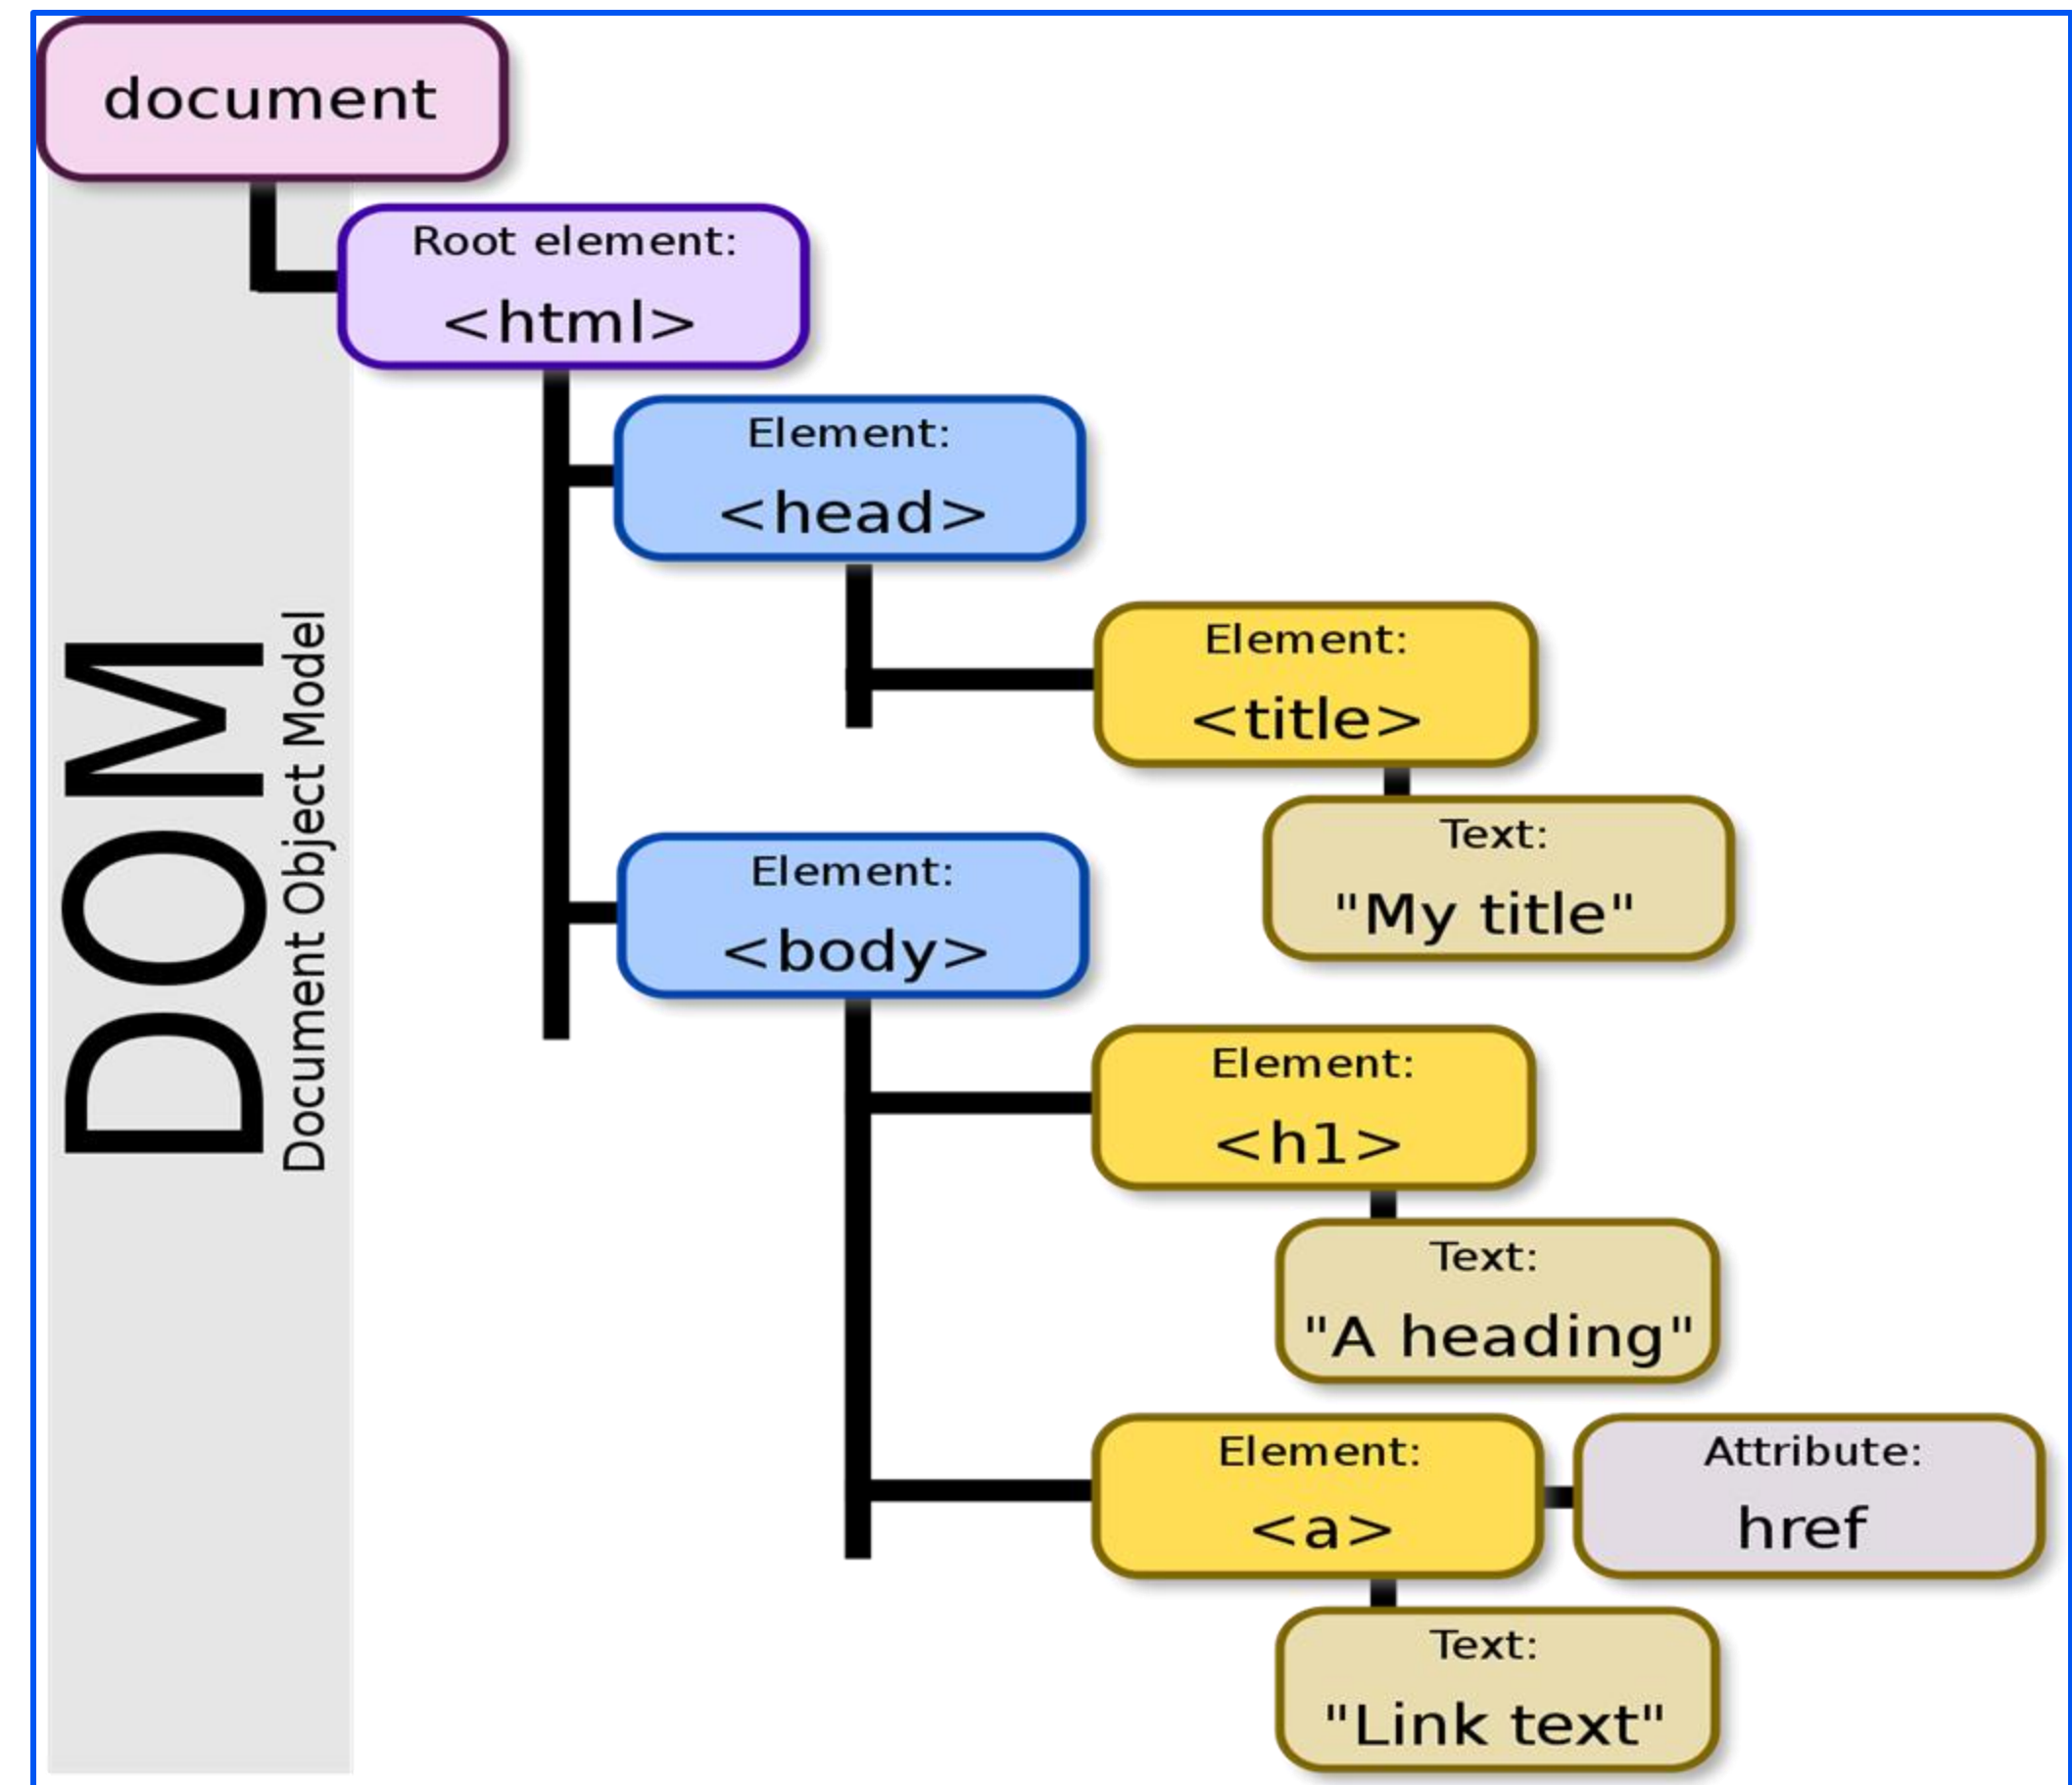 document
Root element:
<html>
Element:
<head>
Element:
<title>
Text:
"My title"
Element:
<body>
Element:
<h1>
Text:
"A heading"
Element:
<a>
Attribute:
href
Text:
"Link text"
DOM
Document Object Model